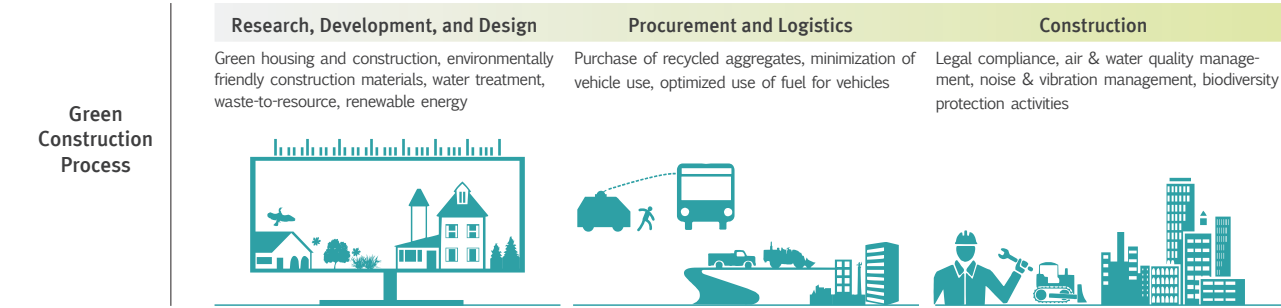 Green
Construction
Process
Research, Development, and Design
Green housing and construction, environmentally
friendly construction materials, water treatment,
waste-to-resource, renewable energy
Procurement and Logistics
Purchase of recycled aggregates, minimization of
vehicle use, optimized use of fuel for vehicles
Construction
Legal compliance, air & water quality manage-
ment, noise & vibration management, biodiversity
protection activities